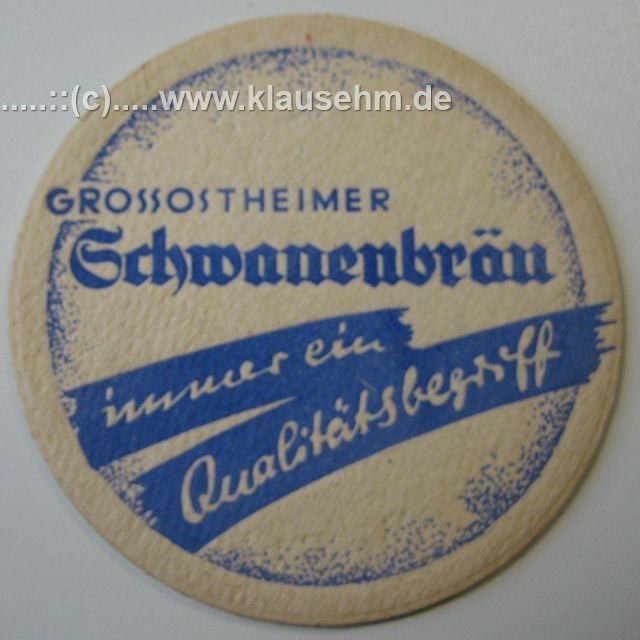 .....::(c).....www.klausehm.de
GROSSOSTHEIMER
Schwanenbräu
immer ein
Qualitätsbegriff